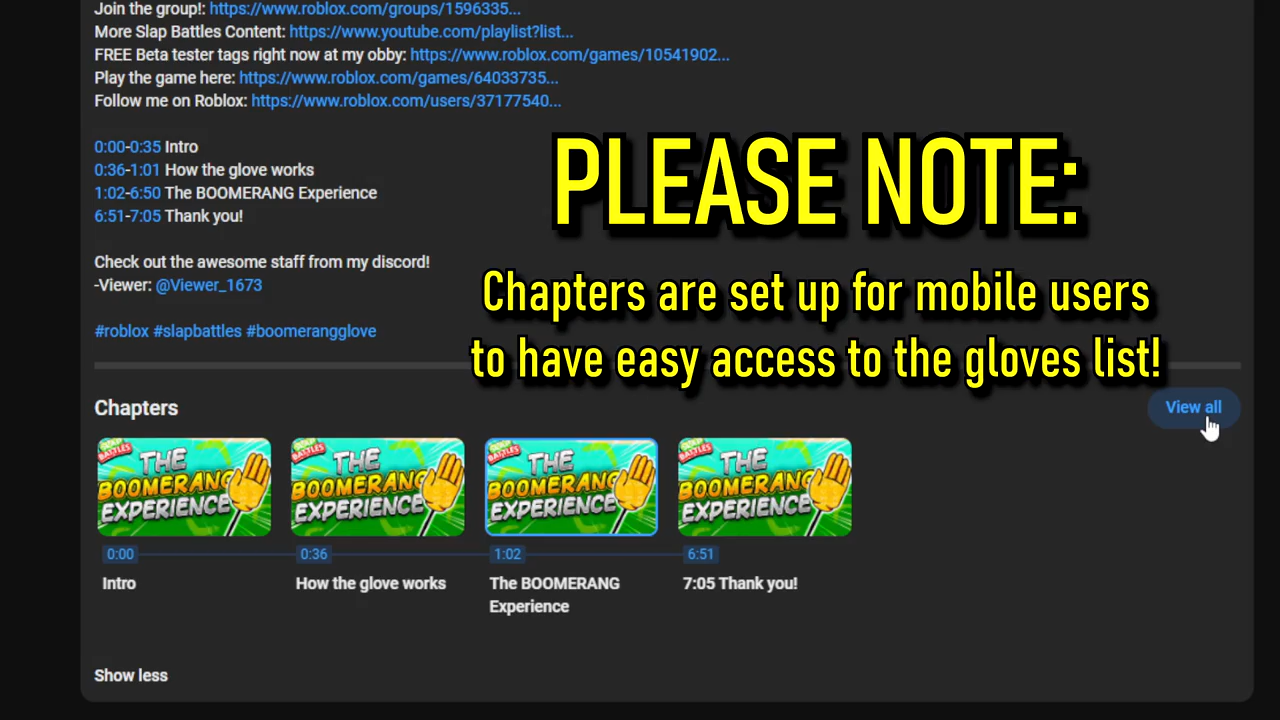 Join the group!: https://www.roblox.com/groups/1596335...
More Slap Battles Content: https://www.youtube.com/playlist?list...
FREE Beta tester tags right now at my obby: https://www.roblox.com/games/10541902...
Play the game here: https://www.roblox.com/games/64033735...
Follow me on Roblox: https://www.roblox.com/users/37177540...
0:00-0:35 Intro
0:36-1:01 How the glove works
1:02-6:50 The BOOMERANG Experience
6:51-7:05 Thank you!
Check out the awesome staff from my discord!
-Viewer: @Viewer_1673
#roblox #slapbattles #boomerangglove
PLEASE NOTE:
Chapters are set up for mobile users
to have easy access to the gloves list!
Chapters
View all
BATTLES
THE
BOOMERANG
EXPERIENCE
BATTLES
THE
BOOMERANG
EXPERIENCE
BATTLES
THE
BOOMERANG
EXPERIENCE
BATTLES
THE
BOOMERANG
EXPERIENCE
0:00
0:36
1:02
6:51
Intro
How the glove works
The BOOMERANG
Experience
7:05 Thank you!
Show less